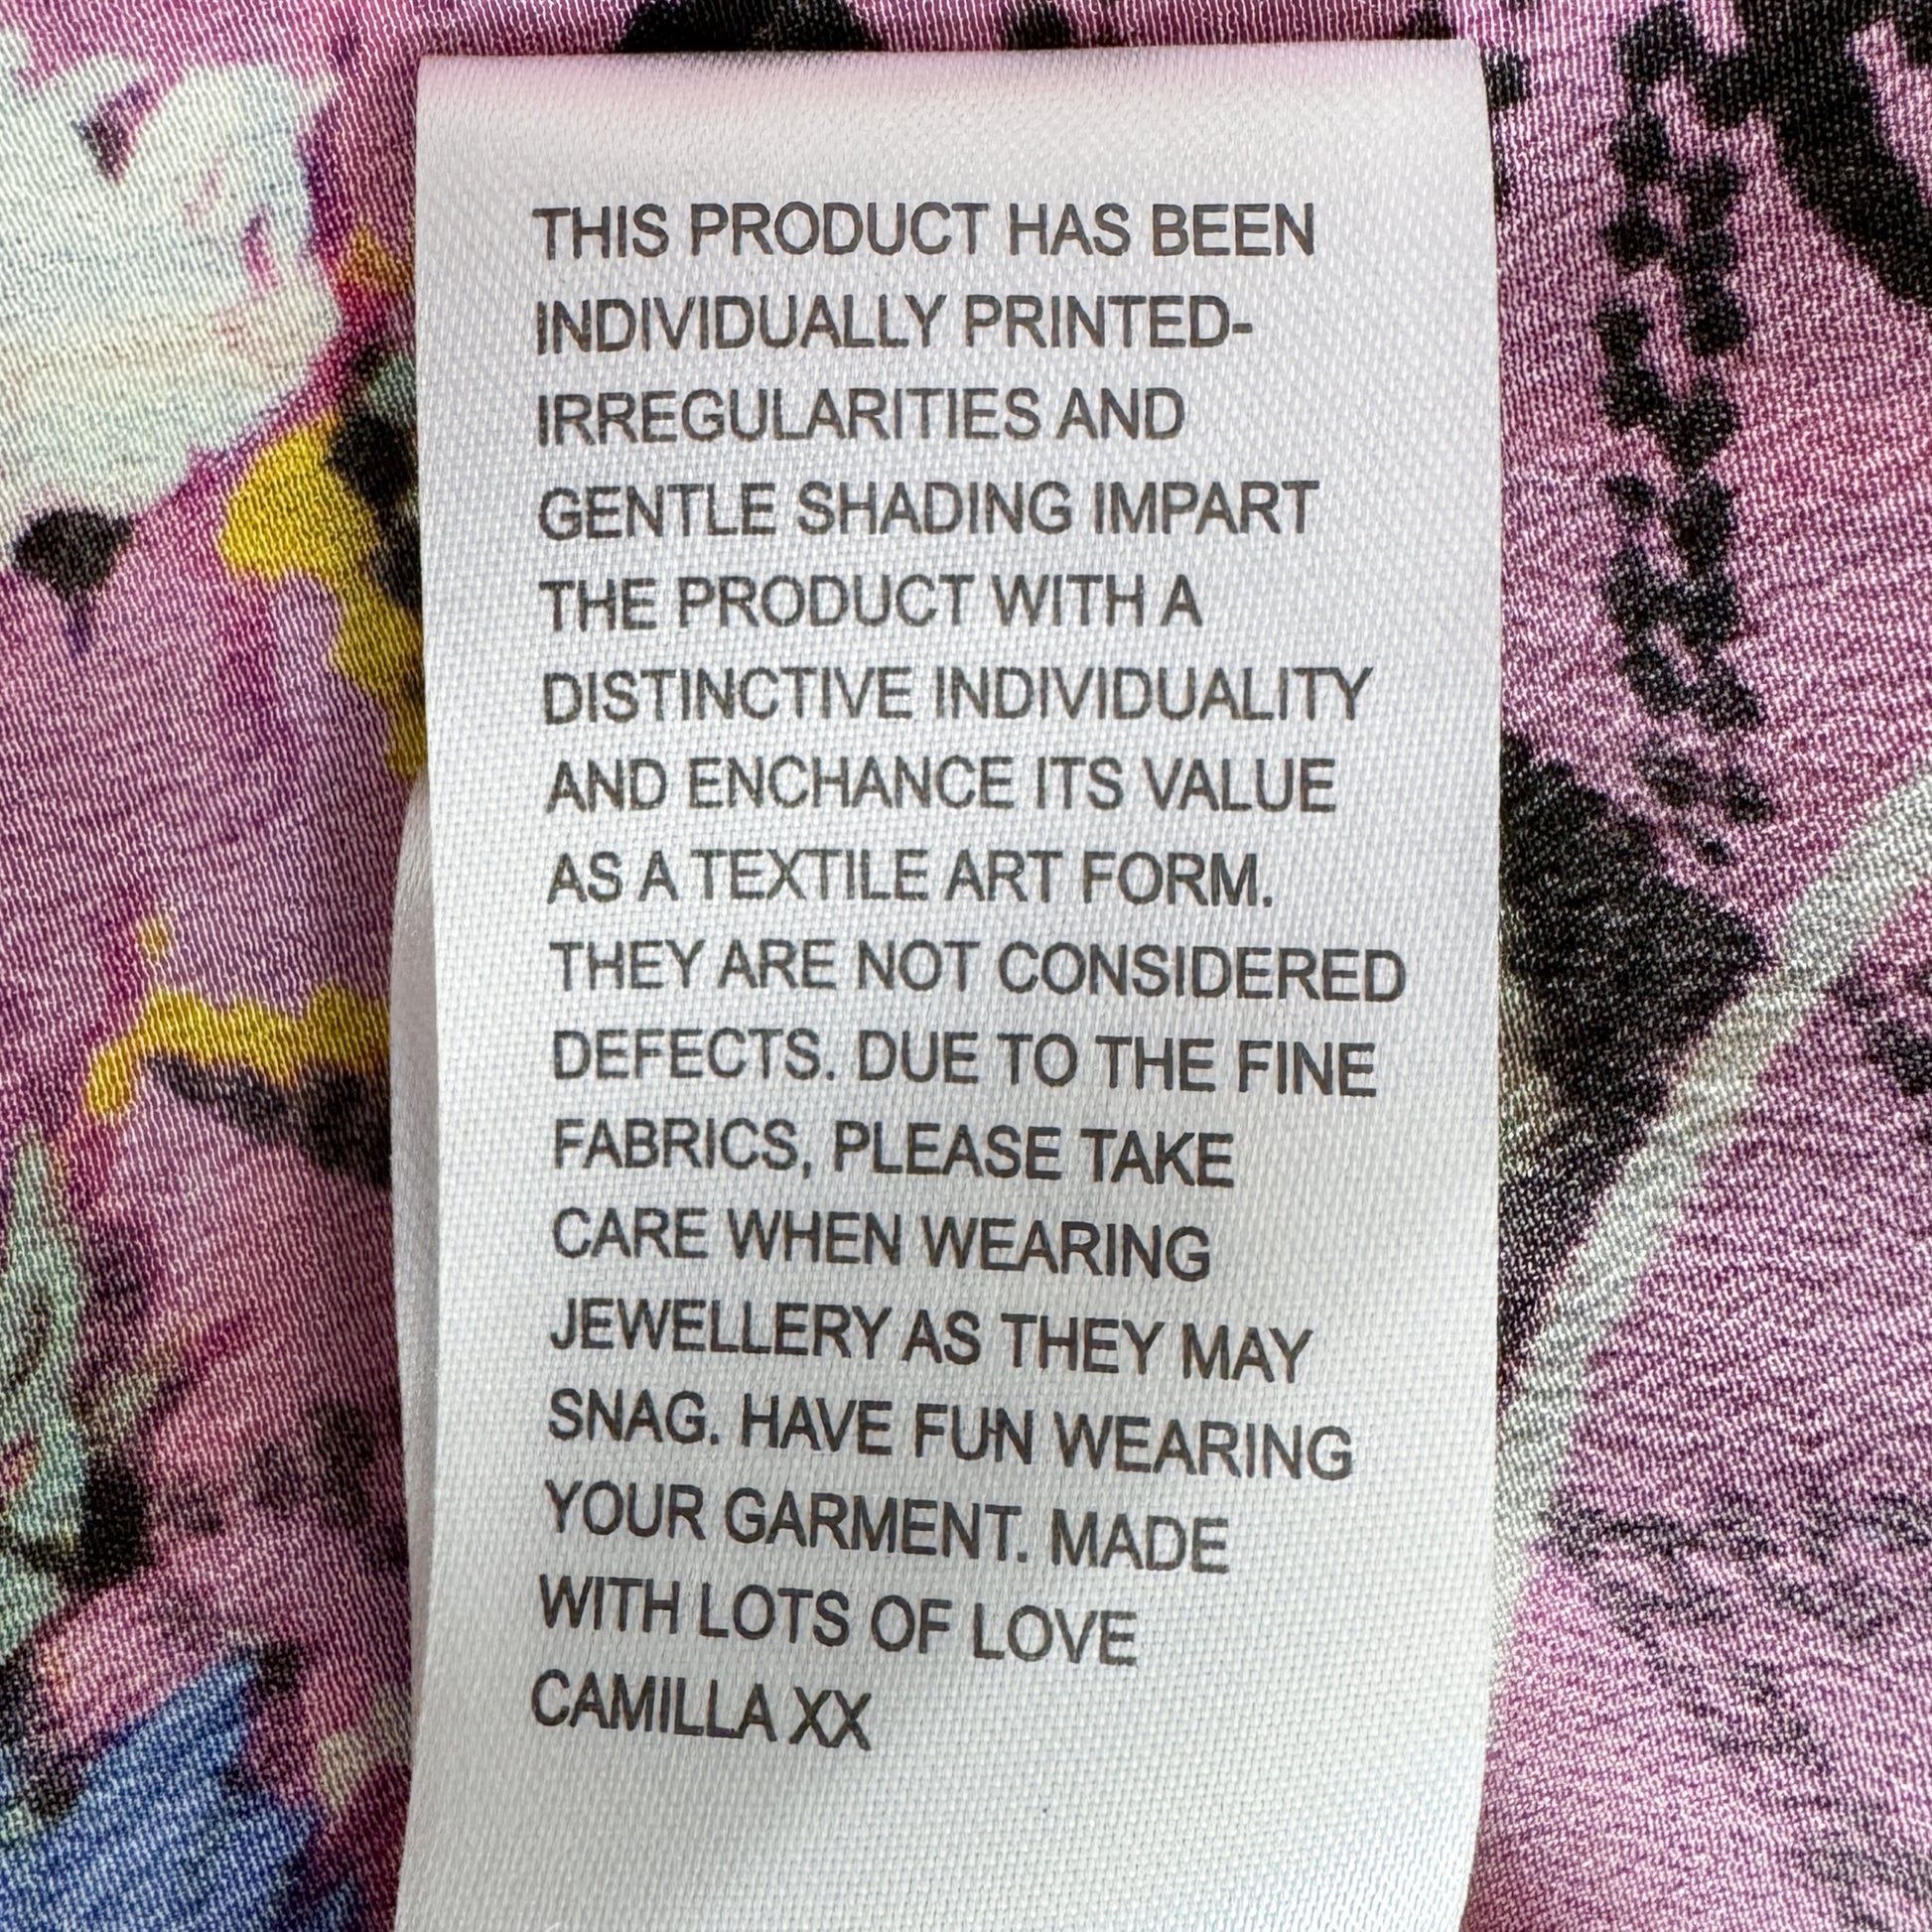 THIS PRODUCT HAS BEEN
INDIVIDUALLY PRINTED-
IRREGULARITIES AND
GENTLE SHADING IMPART
THE PRODUCT WITH A
DISTINCTIVE INDIVIDUALITY
AND ENCHANCE ITS VALUE
AS A TEXTILE ART FORM.
THEY ARE NOT CONSIDERED
DEFECTS. DUE TO THE FINE
FABRICS, PLEASE TAKE
CARE WHEN WEARING
JEWELLERY AS THEY MAY
SNAG. HAVE FUN WEARING
YOUR GARMENT. MADE
WITH LOTS OF LOVE
CAMILLA XX